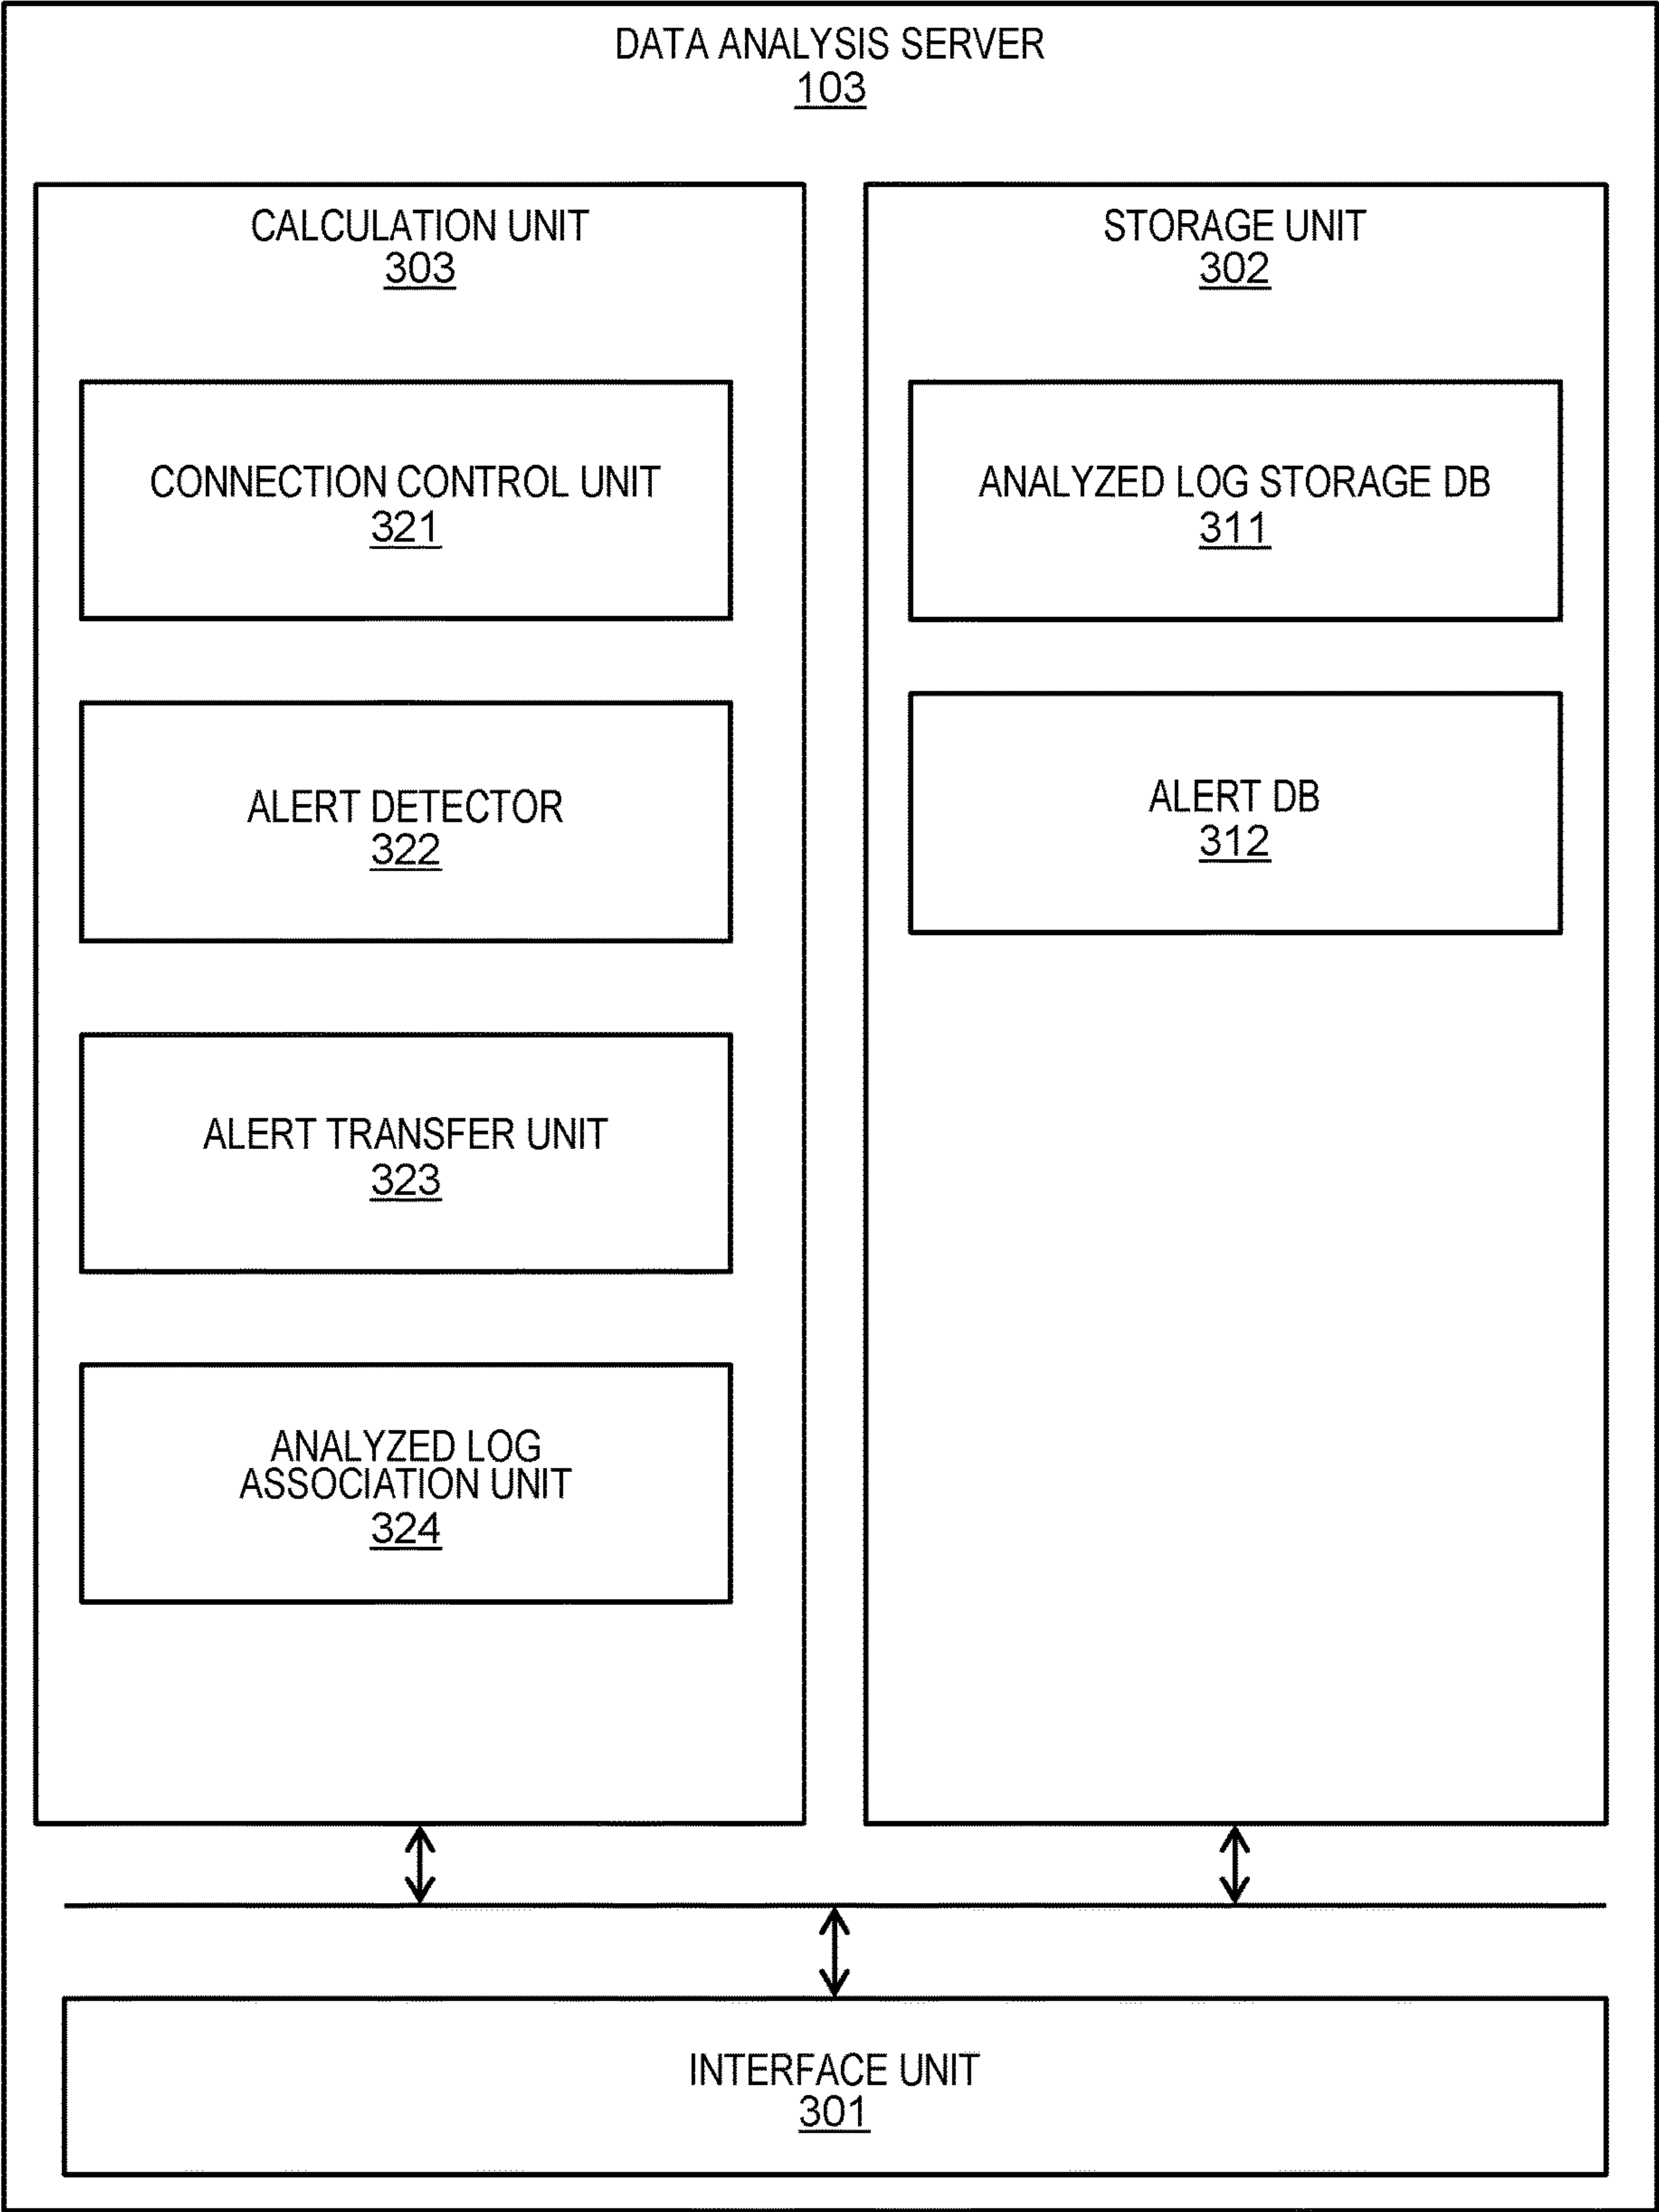 DATA ANALYSIS SERVER
103
CALCULATION UNIT
303
CONNECTION CONTROL UNIT
321
ALERT DETECTOR
322
ALERT TRANSFER UNIT
323
ANALYZED LOG
ASSOCIATION UNIT
324
STORAGE UNIT
302
ANALYZED LOG STORAGE DB
311
ALERT DB
312
INTERFACE UNIT
301